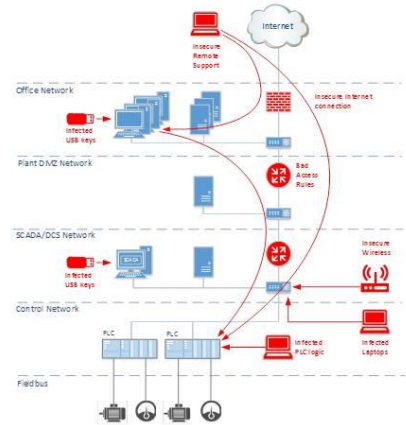 Internet
Insecure
Remote
Support
Office Network
Insecure Internet
connection
Infected
USB keys
Plant DMZ Network
Bad
Access
Rules
SCADA/DCS Network
Insecure
Wireless
SCADA
Infected
USB keys
Control Network
PLC
PLC
Infected
PLC logic
Infected
Laptops
Fieldbus